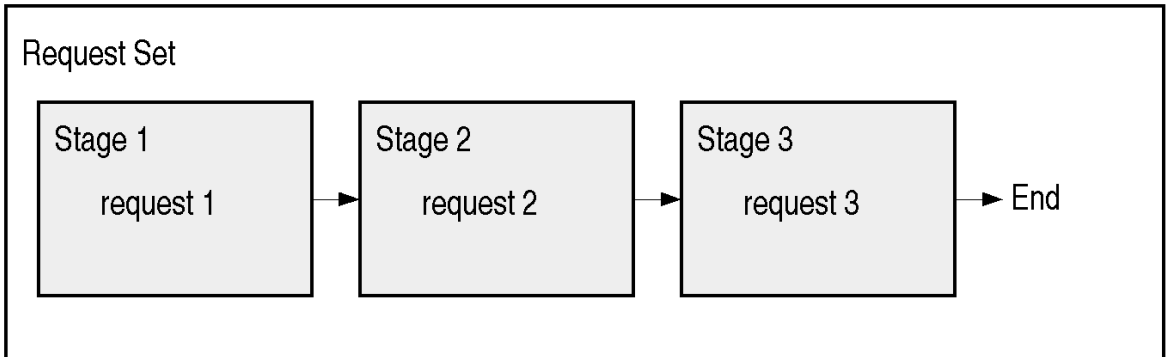 Request Set
Stage 1
request 1
Stage 2
request 2
Stage 3
request 3
End